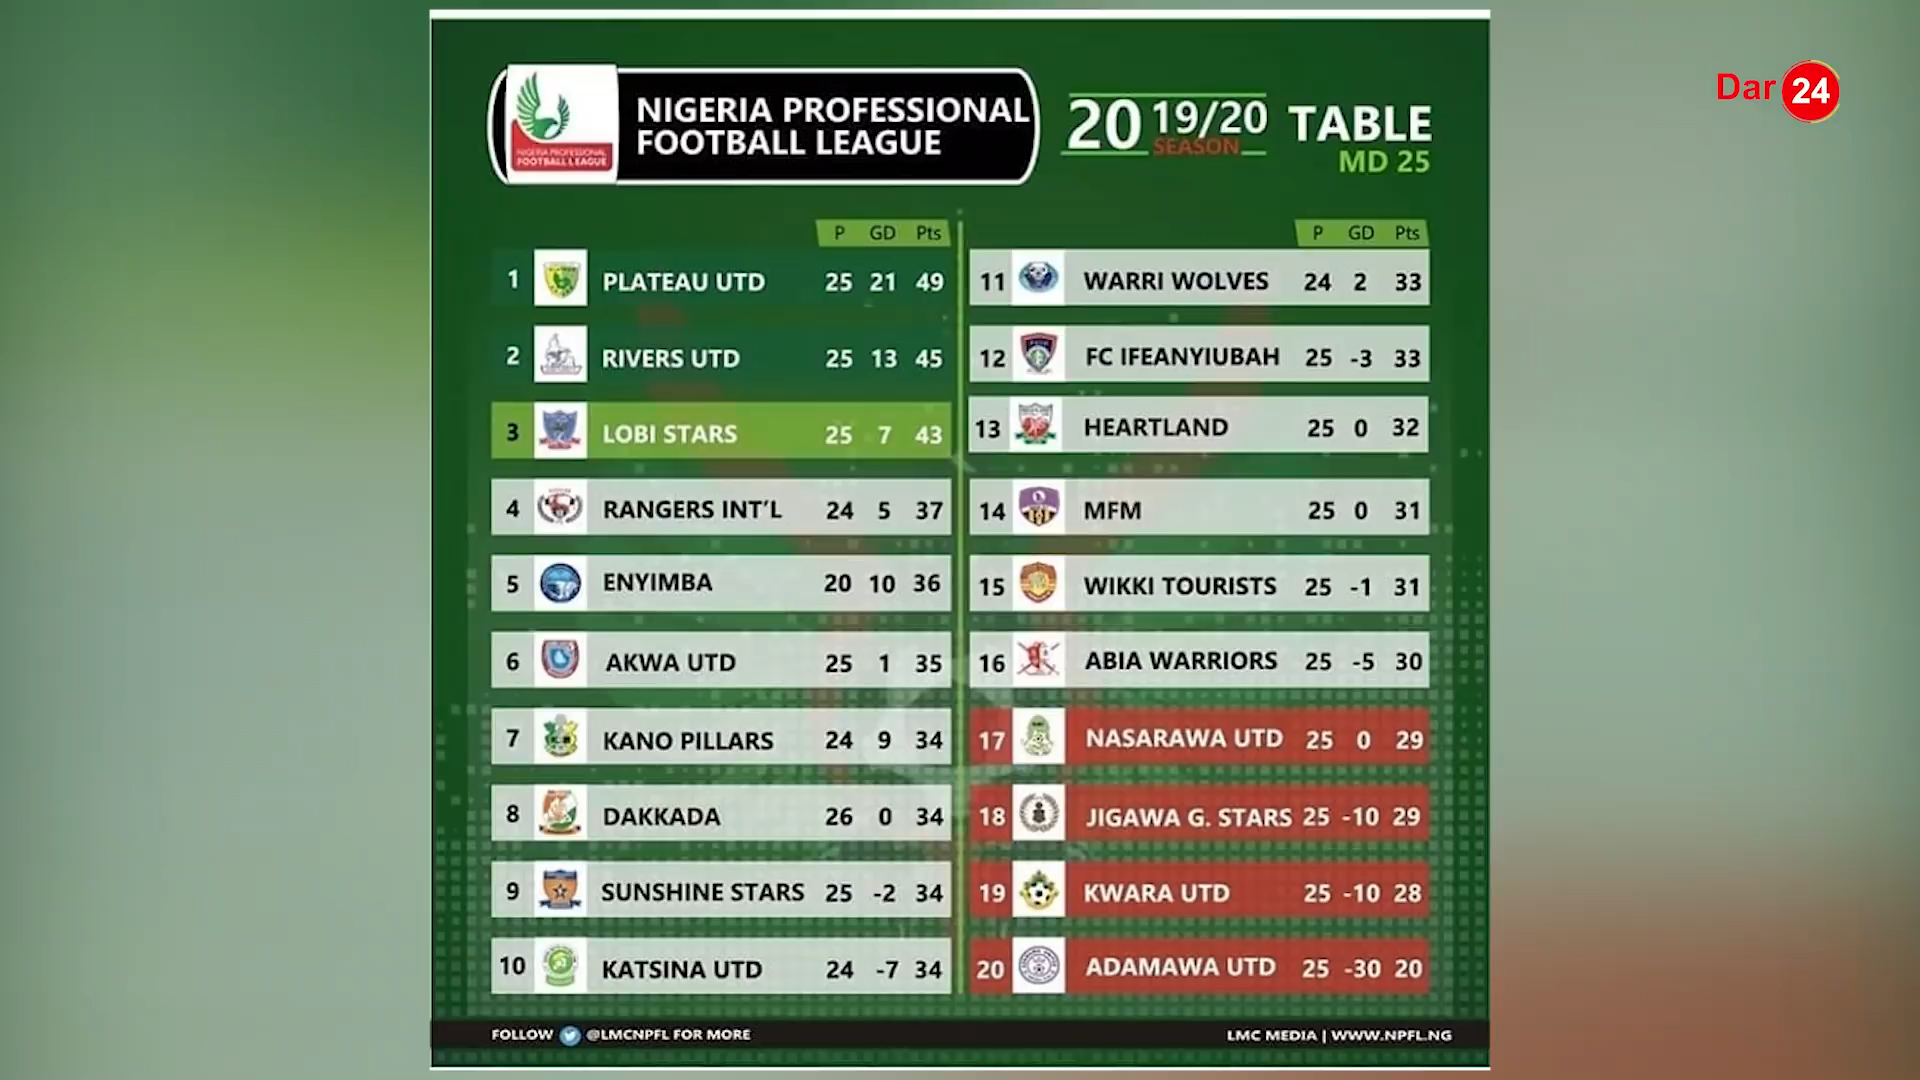 Dar 24
NIGERIA PROFESSIONAL
FOOTBALL LEAGUE
NIGERIA PROFESSIONAL
FOOTBALL LEAGUE
2019/20
SEASON
TABLE
MD 25
P GD Pts
1 PLATEAU UTD 25 21 49
2 RIVERS UTD 25 13 45
3 LOBI STARS 25 7 43
4 RANGERS INT'L 24 5 37
5 ENYIMBA 20 10 36
6 AKWA UTD 25 1 35
7 KANO PILLARS 24 9 34
8 DAKKADA 26 0 34
9 SUNSHINE STARS 25 -2 34
10 KATSINA UTD 24 -7 34
P GD Pts
11 WARRI WOLVES 24 2 33
12 FC IFEANYIUBAH 25 -3 33
13 HEARTLAND 25 0 32
14 MFM 25 0 31
15 WIKKI TOURISTS 25 -1 31
16 ABIA WARRIORS 25 -5 30
17 NASARAWA UTD 25 0 29
18 JIGAWA G. STARS 25 -10 29
19 KWARA UTD 25 -10 28
20 ADAMAWA UTD 25 -30 20
FOLLOW @LMCNPFL FOR MORE
LMC MEDIA | WWW.NPFL.NG